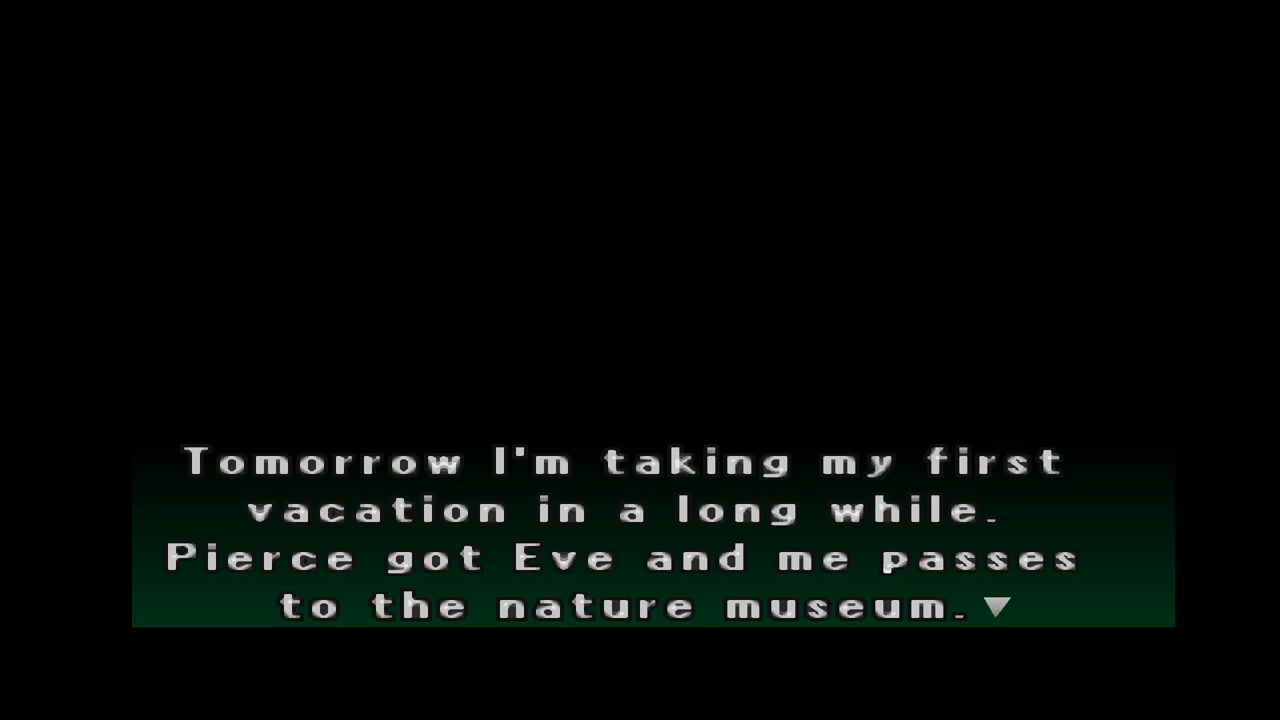 Tomorrow I'm taking my first
vacation in a long while.
Pierce got Eve and me passes
to the nature museum.